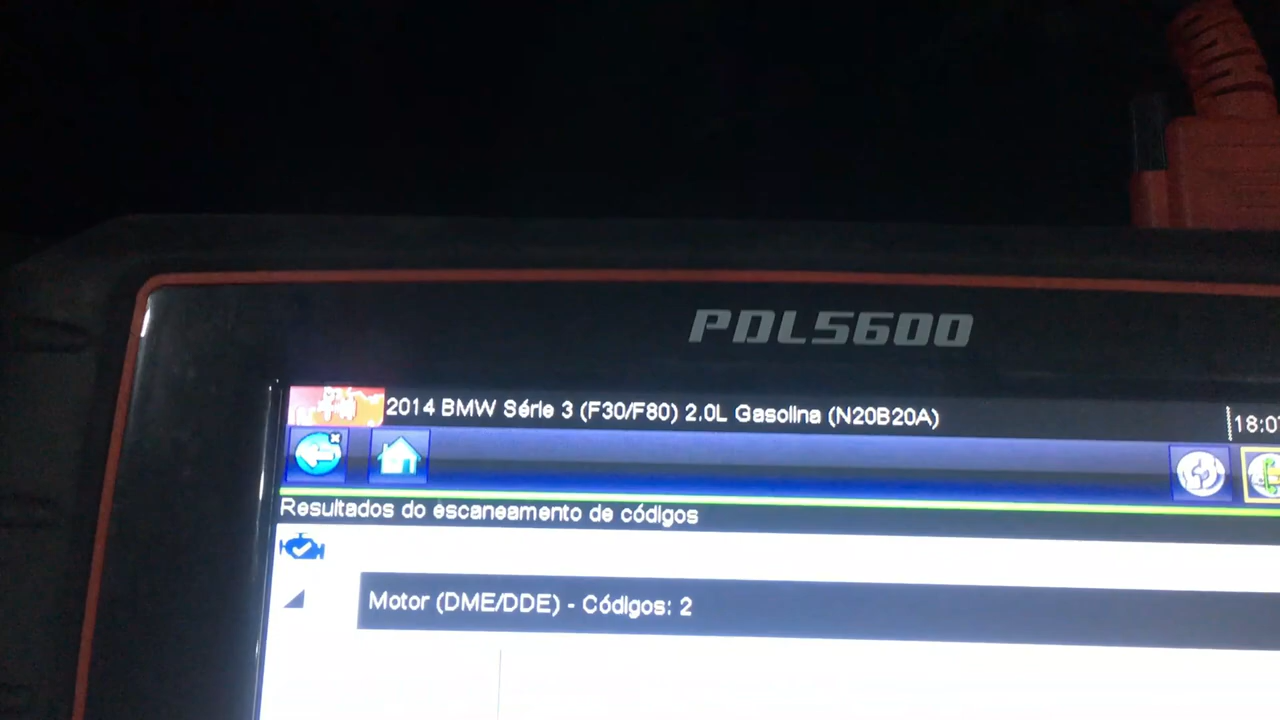 PDL5600
2014 BMW Série 3 (F30/F80) 2.0L Gasolina (N20B20A)
18:0
Resultados do escaneamento de códigos
Motor (DME/DDE) - Códigos: 2